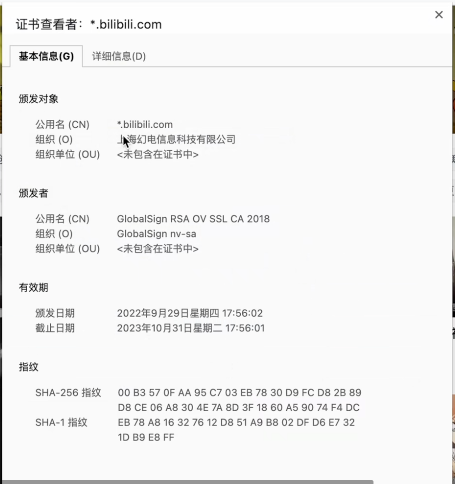 证书查看者：*.bilibili.com
基本信息(G) 详细信息(D)
颁发对象
公用名 (CN) *.bilibili.com
组织 (O) 上海幻电信息科技有限公司
组织单位 (OU) <未包含在证书中>
颁发者
公用名 (CN) GlobalSign RSA OV SSL CA 2018
组织 (O) GlobalSign nv-sa
组织单位 (OU) <未包含在证书中>
有效期
颁发日期 2022年9月29日星期四 17:56:02
截止日期 2023年10月31日星期二 17:56:01
指纹
SHA-256 指纹 00 B3 57 0F AA 95 C7 03 EB 78 30 D9 FC D8 2B 89
D8 CE 06 A8 30 4E 7A 8D 3F 18 60 A5 90 74 F4 DC
SHA-1 指纹 EB 78 A8 16 32 76 12 D8 51 A9 B8 02 DF D6 E7 32
1D B9 E8 FF